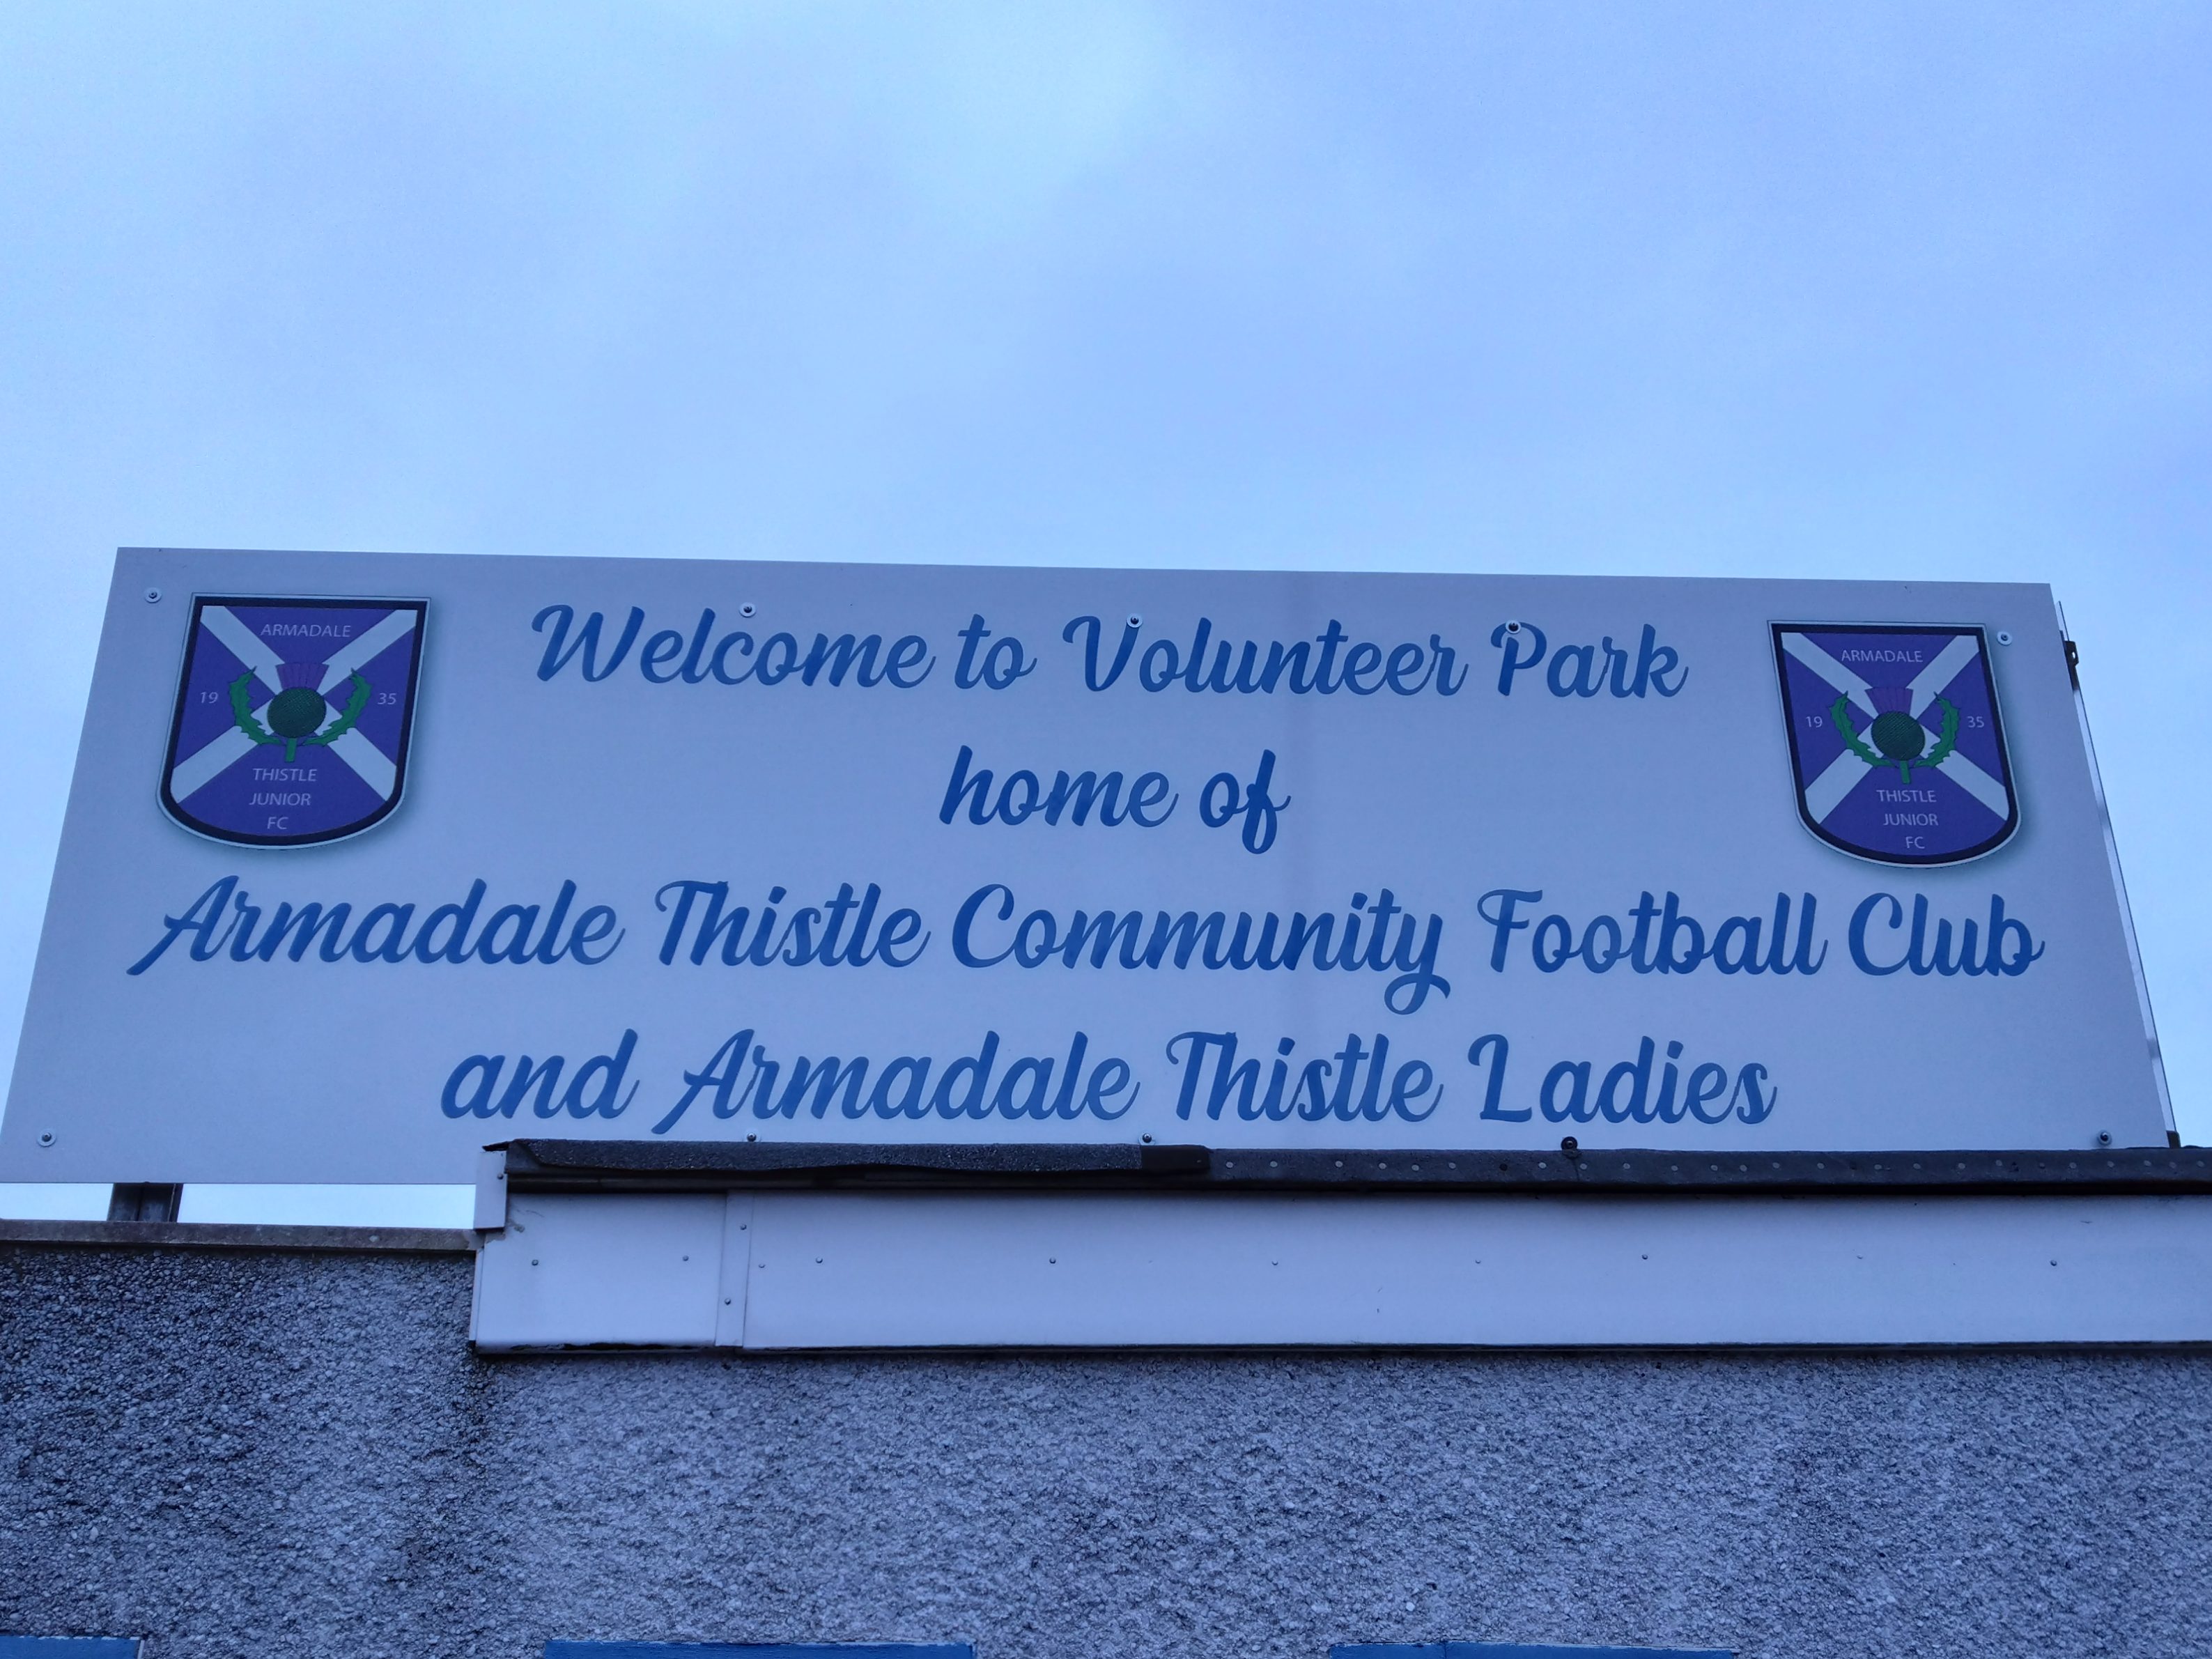 Welcome to Volunteer Park
home of
Armadale Thistle Community Football Club
and Armadale Thistle Ladies
ARMADALE
19 35
THISTLE
JUNIOR
FC
ARMADALE
19 35
THISTLE
JUNIOR
FC